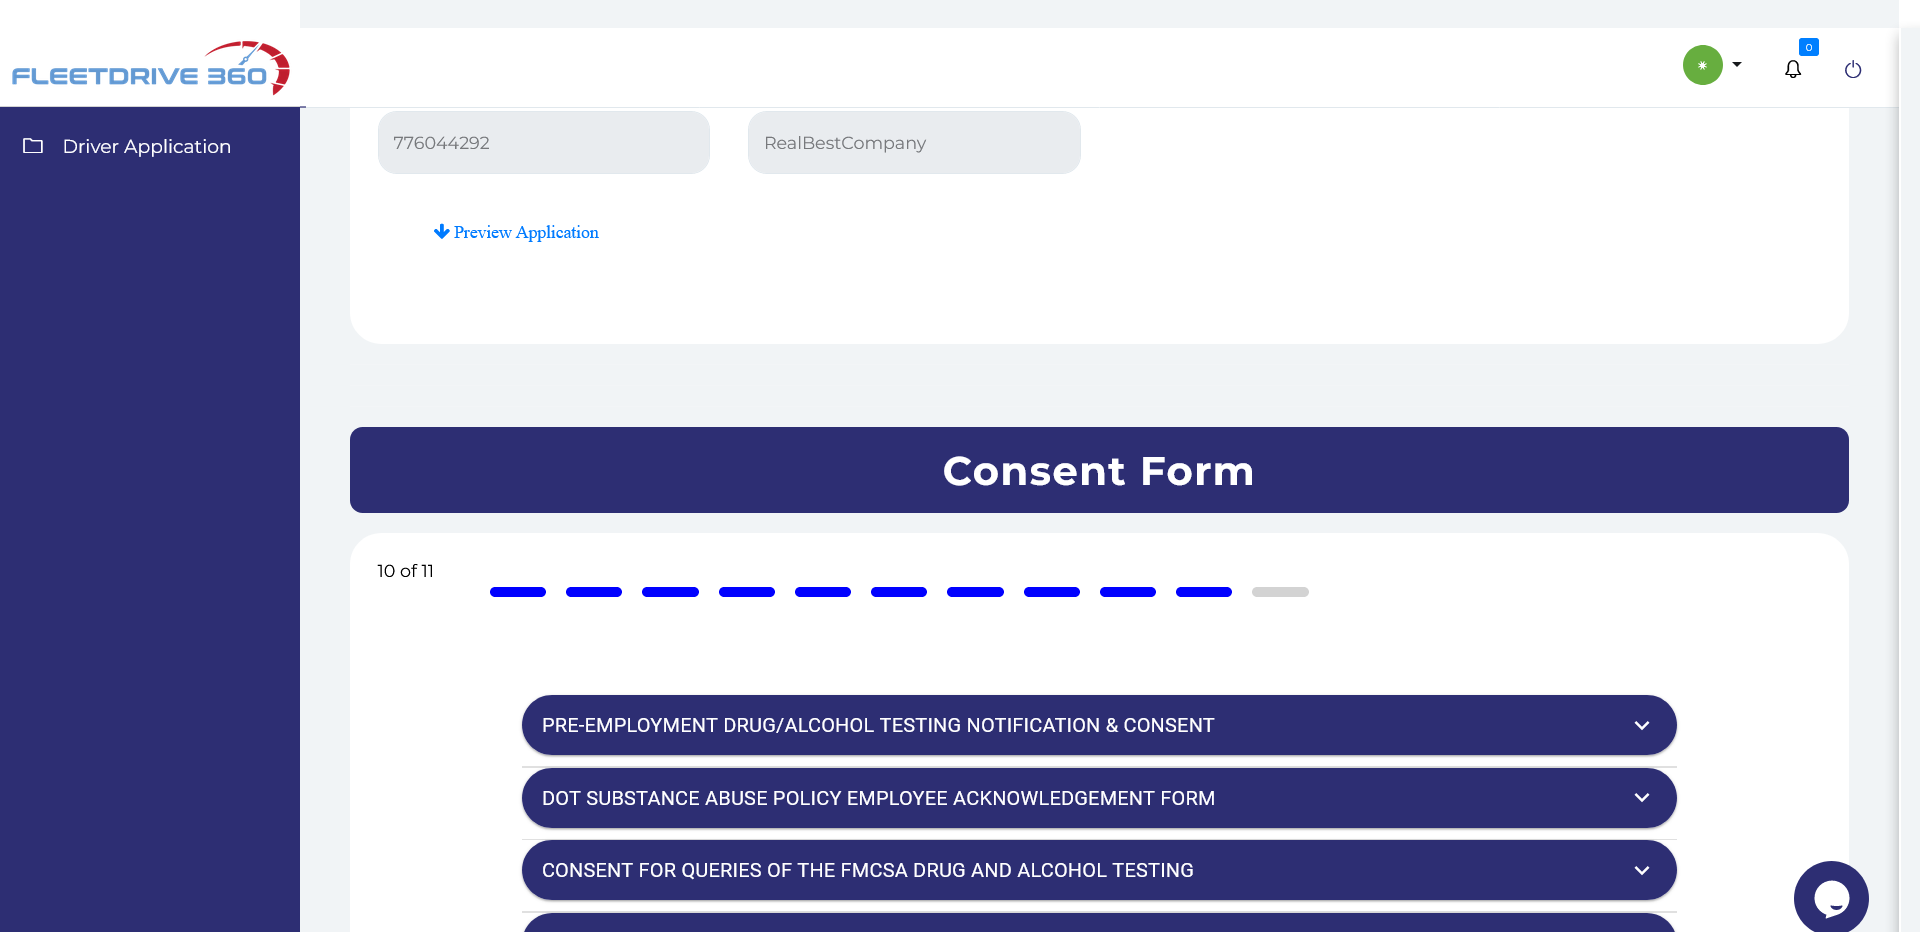 FLEETDRIVE 360
0
Driver Application
776044292
RealBestCompany
Preview Application
Consent Form
10 of 11
PRE-EMPLOYMENT DRUG/ALCOHOL TESTING NOTIFICATION & CONSENT
DOT SUBSTANCE ABUSE POLICY EMPLOYEE ACKNOWLEDGEMENT FORM
CONSENT FOR QUERIES OF THE FMCSA DRUG AND ALCOHOL TESTING